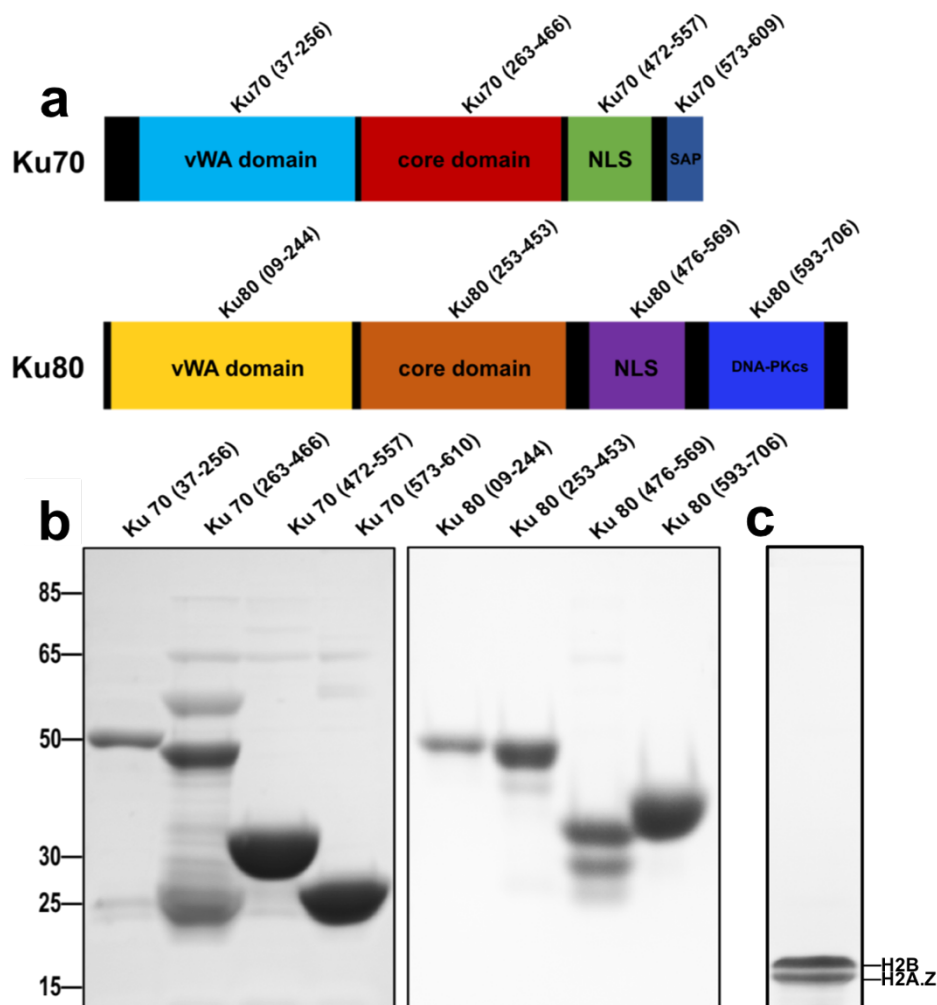 a
Ku70 (37-256)
Ku70 (263-466)
Ku70 (472-557)
Ku70 (573-609)
Ku70
vWA domain
core domain
NLS
SAP
Ku80 (09-244)
Ku80 (253-453)
Ku80 (476-569)
Ku80 (593-706)
Ku80
vWA domain
core domain
NLS
DNA-PKcs
b
Ku 70 (37-256)
Ku 70 (263-466)
Ku 70 (472-557)
Ku 70 (573-610)
Ku 80 (09-244)
Ku 80 (253-453)
Ku 80 (476-569)
Ku 80 (593-706)
85
65
50
30
25
15
c
H2B
H2A.Z